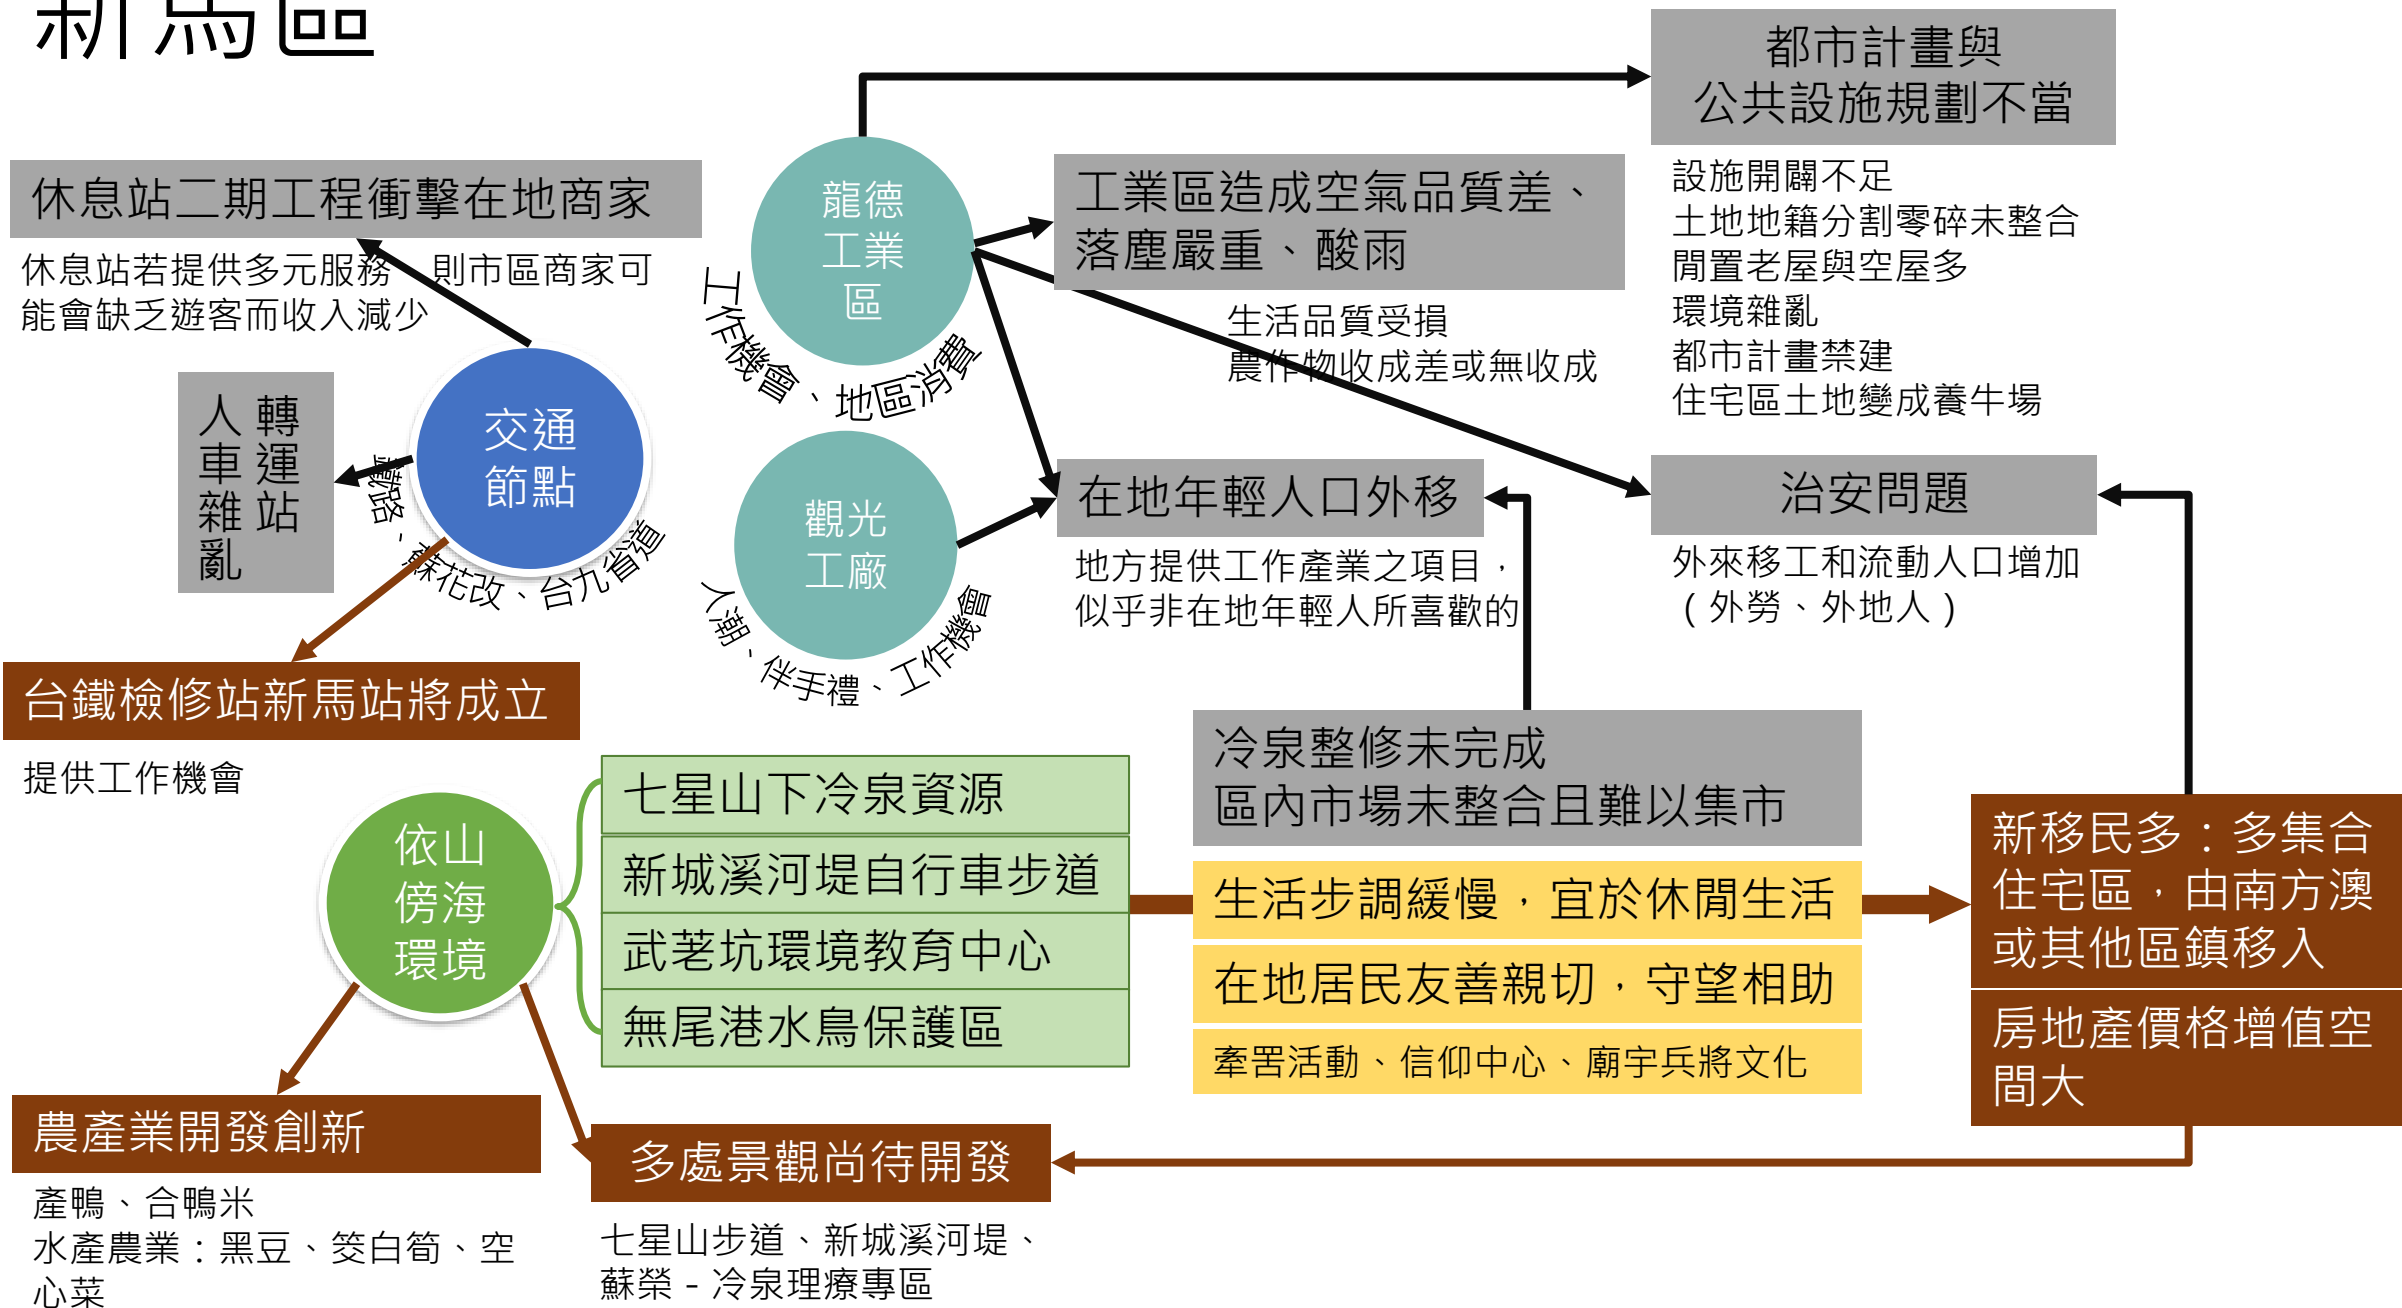 新馬區
都市計畫與
公共設施規劃不當
設施開闢不足
土地地籍分割零碎未整合
閒置老屋與空屋多
環境雜亂
都市計畫禁建
住宅區土地變成養牛場
休息站二期工程衝擊在地商家
休息站若提供多元服務 則市區商家可
能會缺乏遊客而收入減少
龍德
工業
區
工作機會、地區消費
工業區造成空氣品質差、
落塵嚴重、酸雨
生活品質受損
農作物收成差或無收成
轉運站
人車雜亂
交通
節點
鐵路、蘇花改、台九省道
觀光
工廠
人潮、伴手禮、工作機會
在地年輕人口外移
地方提供工作產業之項目，
似乎非在地年輕人所喜歡的
治安問題
外來移工和流動人口增加
（外勞、外地人）
台鐵檢修站新馬站將成立
提供工作機會
依山
傍海
環境
七星山下冷泉資源
新城溪河堤自行車步道
武荖坑環境教育中心
無尾港水鳥保護區
冷泉整修未完成
區內市場未整合且難以集市
生活步調緩慢，宜於休閒生活
在地居民友善親切，守望相助
牽罟活動、信仰中心、廟宇兵將文化
新移民多：多集合
住宅區，由南方澳
或其他區鎮移入
房地產價格增值空
間大
農產業開發創新
產鴨、合鴨米
水產農業：黑豆、筊白筍、空
心菜
多處景觀尚待開發
七星山步道、新城溪河堤、
蘇榮－冷泉理療專區